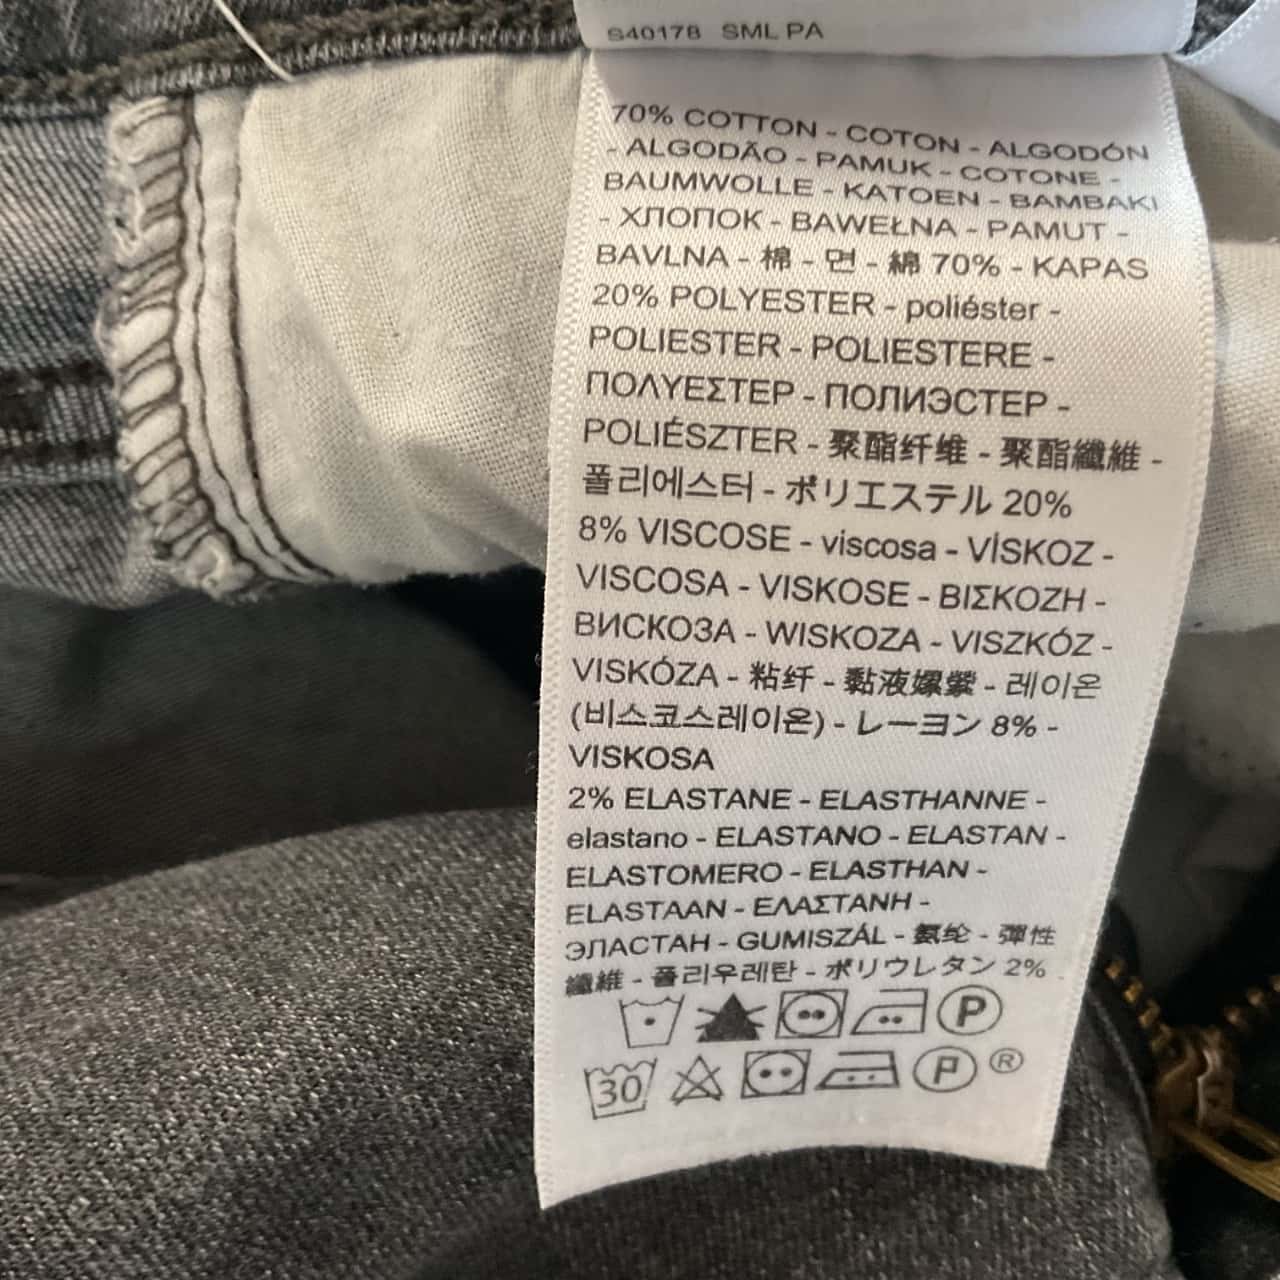 S40178 SML PA
70% COTTON - COTON - ALGODÓN
- ALGODÃO - PAMUK - COTONE -
BAUMWOLLE - KATOEN - BAMBAKI
- ХЛОПОК - BAWEŁNA - PAMUT -
BAVLNA - 棉 - 면 - 綿 70% - KAPAS
20% POLYESTER - poliéster -
POLIESTER - POLIESTERE -
ΠΟΛΥΕΣΤΕΡ - ПОЛИЭСТЕР -
POLIÉSZTER - 聚酯纤维 - 聚酯纖維 -
폴리에스터 - ポリエステル 20%
8% VISCOSE - viscosa - VİSKOZ -
VISCOSA - VISKOSE - ΒΙΣΚΟΖΗ -
ВИСКОЗА - WISKOZA - VISZKÓZ -
VISKÓZA - 粘纤 - 黏液嫘縈 - 레이온
(비스코스레이온) - レーヨン 8% -
VISKOSA
2% ELASTANE - ELASTHANNE -
elastano - ELASTANO - ELASTAN -
ELASTOMERO - ELASTHAN -
ELASTAAN - ΕΛΑΣΤΑΝΗ -
ЭЛАСТАН - GUMISZÁL - 氨纶 - 彈性
纖維 - 폴리우레탄 - ポリウレタン 2%
P
30 P ®